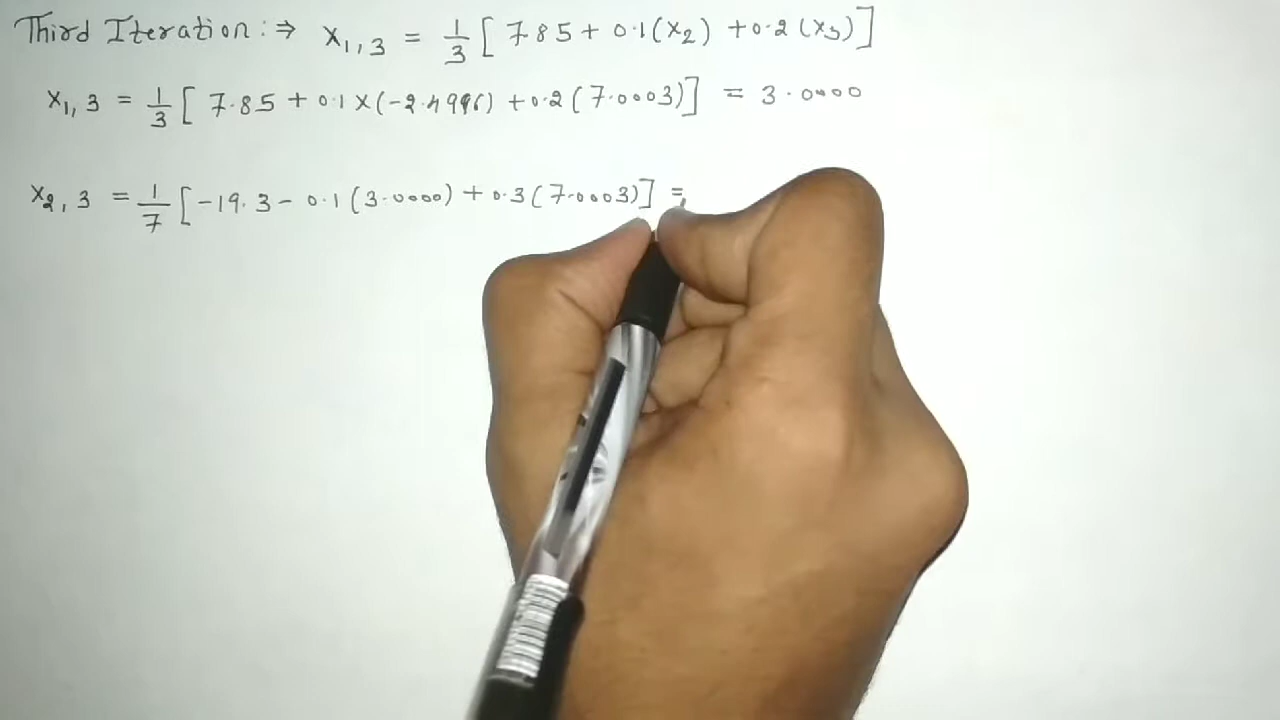 Third Iteration :⇒ x₁,₃ = 1/3 [ 7.85 + 0.1(x₂) + 0.2(x₃)]
x₁,₃ = 1/3 [ 7.85 + 0.1 × (-2.4996) + 0.2 (7.0003)] = 3.0000
x₂,₃ = 1/7 [-19.3 - 0.1 (3.0000) + 0.3 (7.0003)] =